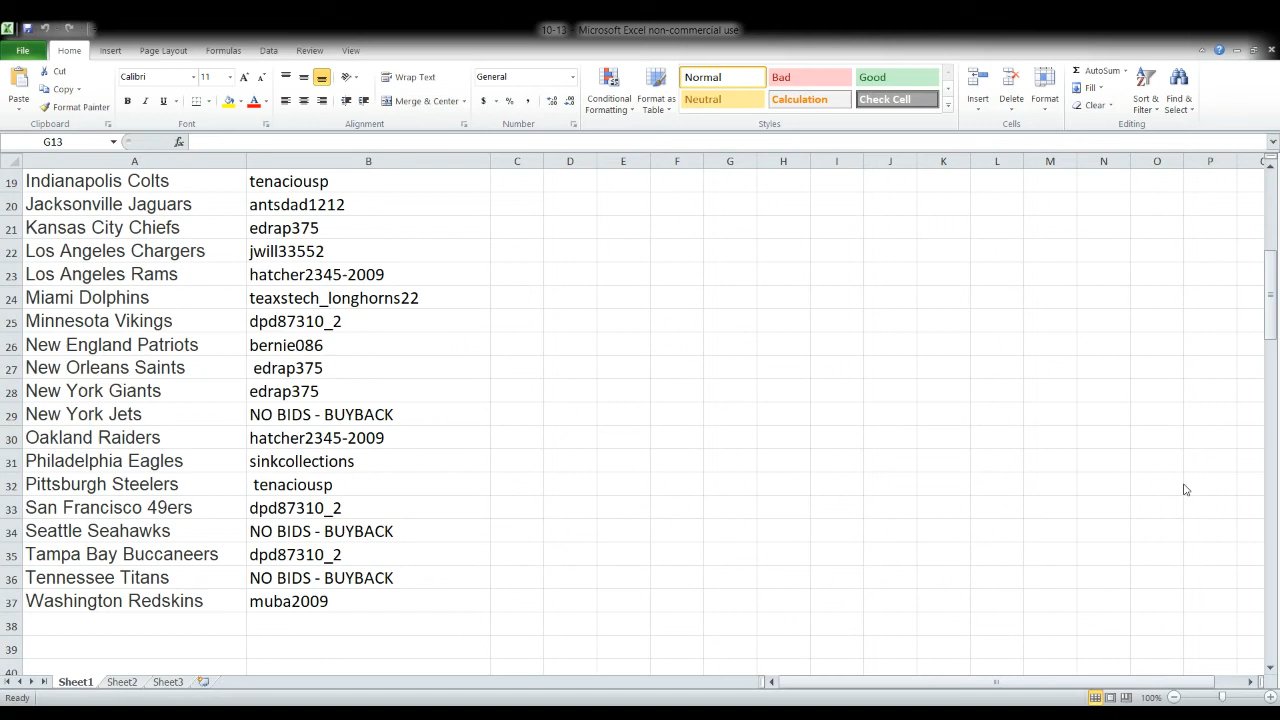 10-13 - Microsoft Excel non-commercial use
File Home Insert Page Layout Formulas Data Review View
Paste
Cut
Copy
Format Painter
Clipboard
Calibri 11
B I U
Font
Wrap Text
Merge & Center
Alignment
General
$ % ,
Number
Conditional Formatting
Format as Table
Normal Bad Good
Neutral Calculation Check Cell
Styles
Insert Delete Format
Cells
AutoSum
Fill
Clear
Sort & Filter
Find & Select
Editing
G13 fx
A B C D E F G H I J K L M N O P
19 Indianapolis Colts tenaciousp
20 Jacksonville Jaguars antsdad1212
21 Kansas City Chiefs edrap375
22 Los Angeles Chargers jwill33552
23 Los Angeles Rams hatcher2345-2009
24 Miami Dolphins teaxstech_longhorns22
25 Minnesota Vikings dpd87310_2
26 New England Patriots bernie086
27 New Orleans Saints edrap375
28 New York Giants edrap375
29 New York Jets NO BIDS - BUYBACK
30 Oakland Raiders hatcher2345-2009
31 Philadelphia Eagles sinkcollections
32 Pittsburgh Steelers tenaciousp
33 San Francisco 49ers dpd87310_2
34 Seattle Seahawks NO BIDS - BUYBACK
35 Tampa Bay Buccaneers dpd87310_2
36 Tennessee Titans NO BIDS - BUYBACK
37 Washington Redskins muba2009
38
39
40
Sheet1 Sheet2 Sheet3
Ready 100%